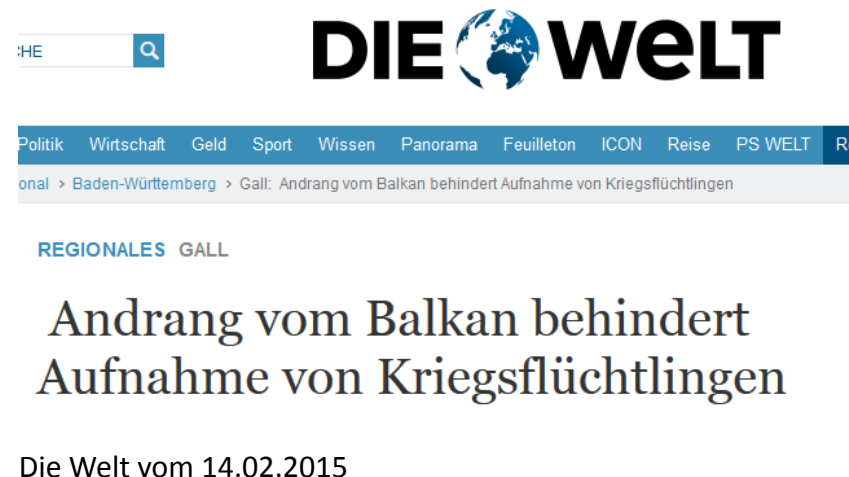 CHE
DIE WELT
Politik Wirtschaft Geld Sport Wissen Panorama Feuilleton ICON Reise PS WELT R
onal > Baden-Württemberg > Gall: Andrang vom Balkan behindert Aufnahme von Kriegsflüchtlingen
REGIONALES GALL
Andrang vom Balkan behindert
Aufnahme von Kriegsflüchtlingen
Die Welt vom 14.02.2015